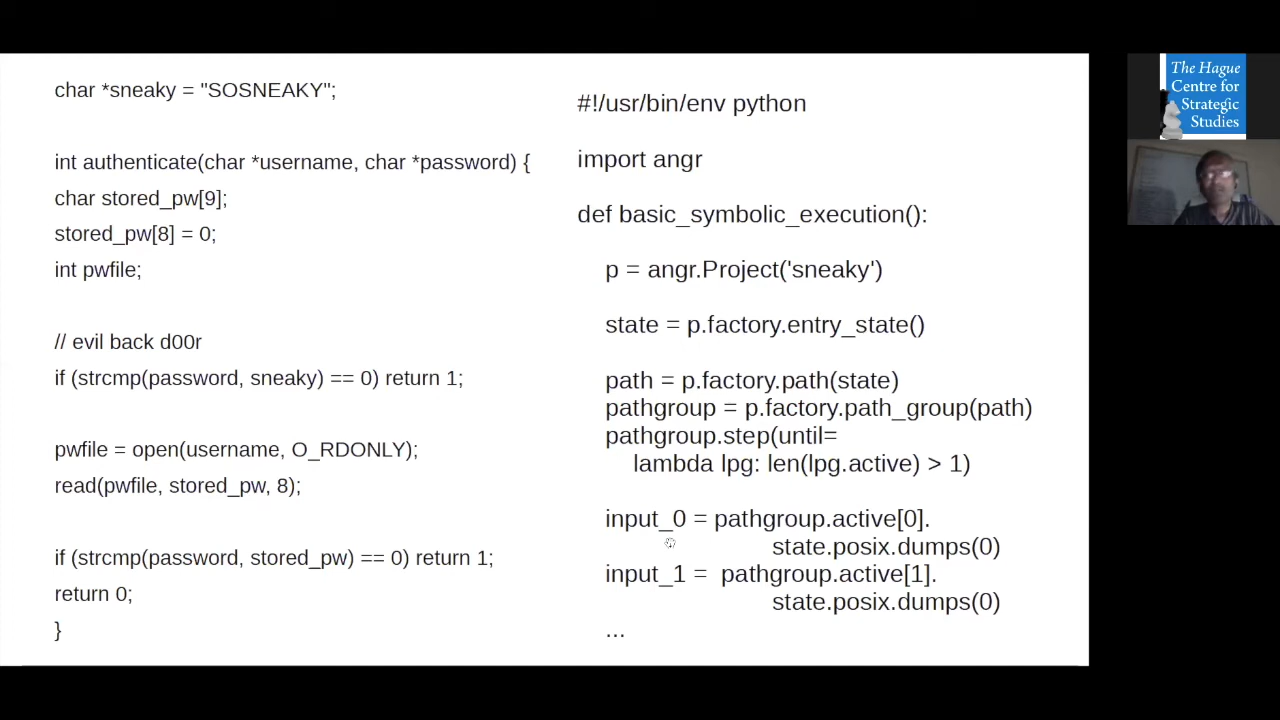 char *sneaky = "SOSNEAKY";
int authenticate(char *username, char *password) {
char stored_pw[9];
stored_pw[8] = 0;
int pwfile;
// evil back d00r
if (strcmp(password, sneaky) == 0) return 1;
pwfile = open(username, O_RDONLY);
read(pwfile, stored_pw, 8);
if (strcmp(password, stored_pw) == 0) return 1;
return 0;
}
#!/usr/bin/env python
import angr
def basic_symbolic_execution():
p = angr.Project('sneaky')
state = p.factory.entry_state()
path = p.factory.path(state)
pathgroup = p.factory.path_group(path)
pathgroup.step(until=
lambda lpg: len(lpg.active) > 1)
input_0 = pathgroup.active[0].
state.posix.dumps(0)
input_1 = pathgroup.active[1].
state.posix.dumps(0)
...
The Hague
Centre for
Strategic
Studies